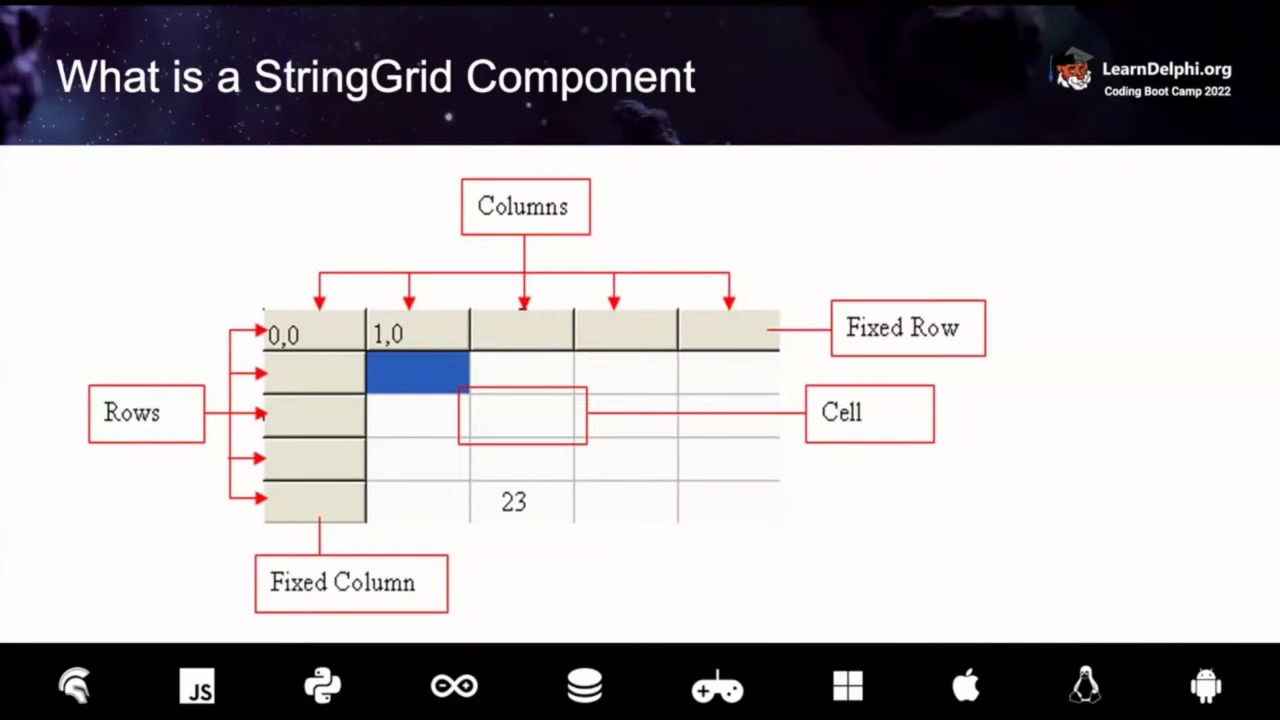 What is a StringGrid Component
LearnDelphi.org
Coding Boot Camp 2022
Columns
0,0
1,0
Fixed Row
Rows
Cell
23
Fixed Column
JS